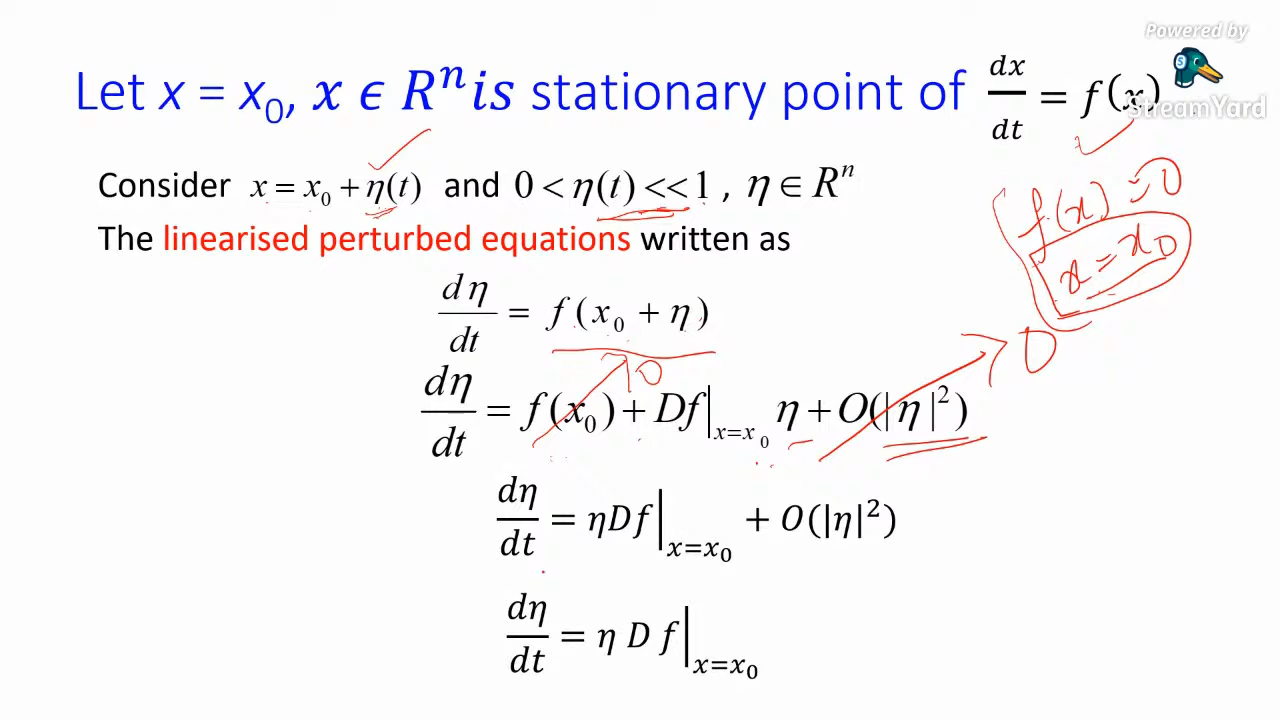 Powered by
StreamYard
Let x = x₀, x ϵ Rⁿ is stationary point of dx/dt = f(x)
Consider x = x₀ + η(t) and 0 < η(t) << 1 , η ∈ Rⁿ
f(x) = 0
x = x₀
The linearised perturbed equations written as
dη/dt = f(x₀ + η)
0
0
dη/dt = f(x₀) + Df|ₓ₌ₓ₀ η + O(|η|²)
dη/dt = ηDf|ₓ₌ₓ₀ + O(|η|²)
dη/dt = η D f|ₓ₌ₓ₀